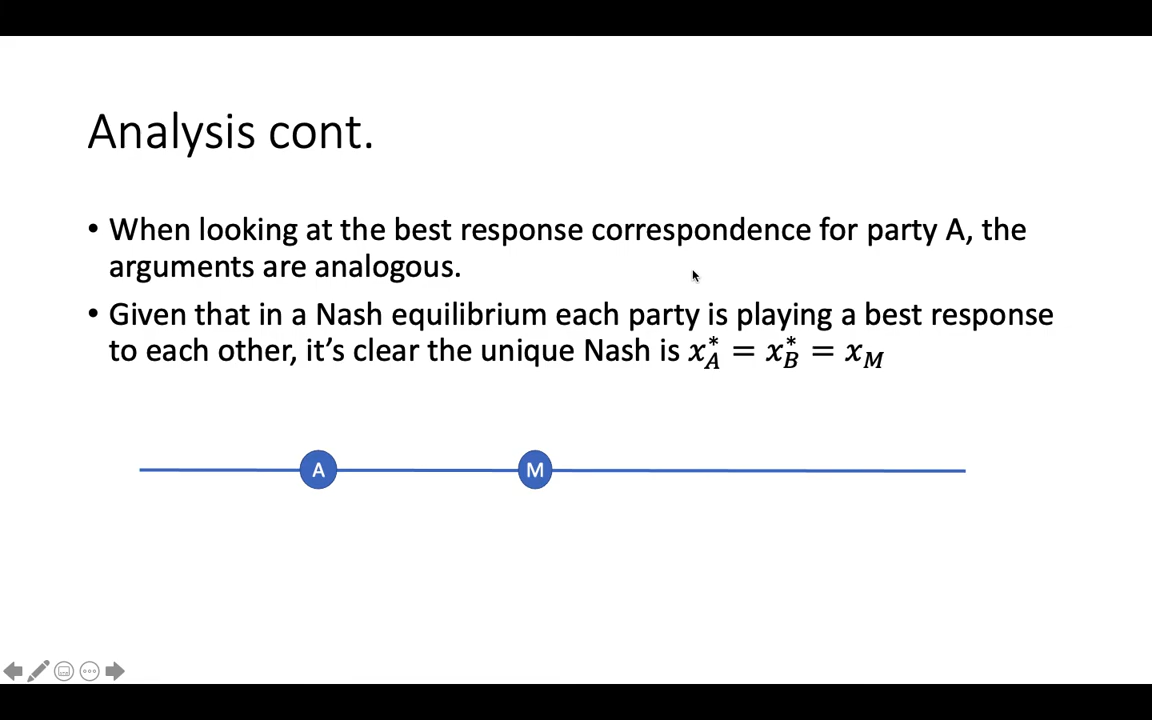 Analysis cont.
• When looking at the best response correspondence for party A, the
arguments are analogous.
• Given that in a Nash equilibrium each party is playing a best response
to each other, it’s clear the unique Nash is $x_A^* = x_B^* = x_M$
A M